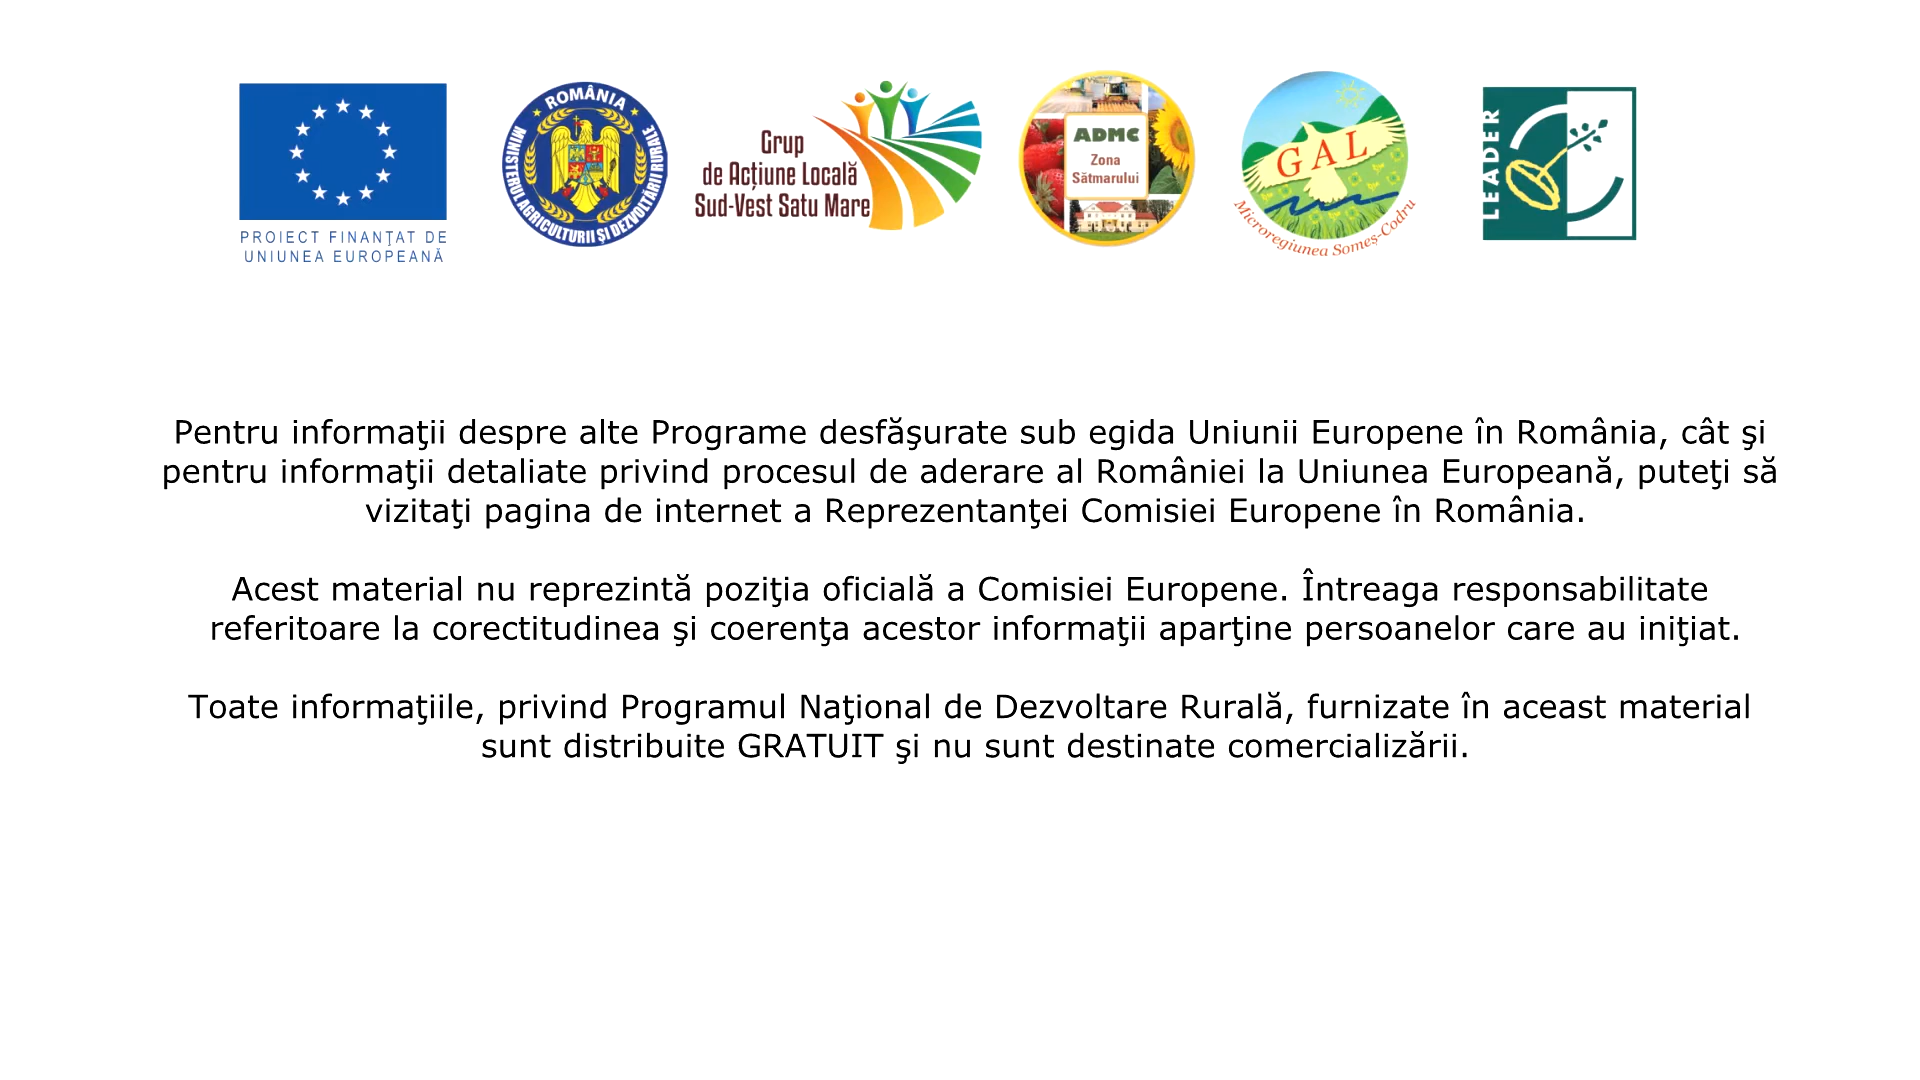 PROIECT FINANŢAT DE
UNIUNEA EUROPEANĂ
ROMÂNIA
MINISTERUL AGRICULTURII ŞI DEZVOLTĂRII RURALE
Grup
de Acțiune Locală
Sud-Vest Satu Mare
ADMC
Zona
Sătmarului
GAL
Microregiunea Someș-Codru
LEADER
Pentru informaţii despre alte Programe desfăşurate sub egida Uniunii Europene în România, cât şi
pentru informaţii detaliate privind procesul de aderare al României la Uniunea Europeană, puteţi să
vizitaţi pagina de internet a Reprezentanţei Comisiei Europene în România.
Acest material nu reprezintă poziţia oficială a Comisiei Europene. Întreaga responsabilitate
referitoare la corectitudinea şi coerenţa acestor informaţii aparţine persoanelor care au iniţiat.
Toate informaţiile, privind Programul Naţional de Dezvoltare Rurală, furnizate în aceast material
sunt distribuite GRATUIT şi nu sunt destinate comercializării.